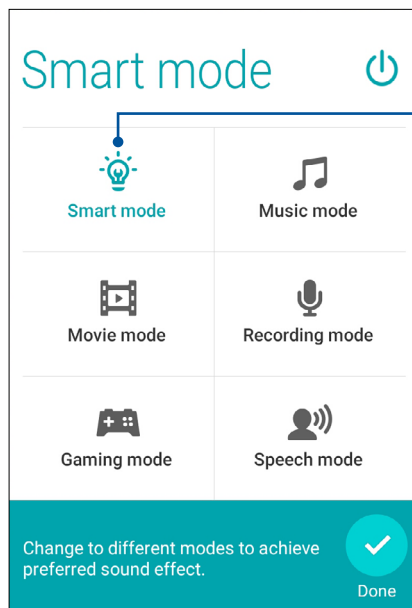 Smart mode
Smart mode
Music mode
Movie mode
Recording mode
Gaming mode
Speech mode
Change to different modes to achieve
preferred sound effect.
Done